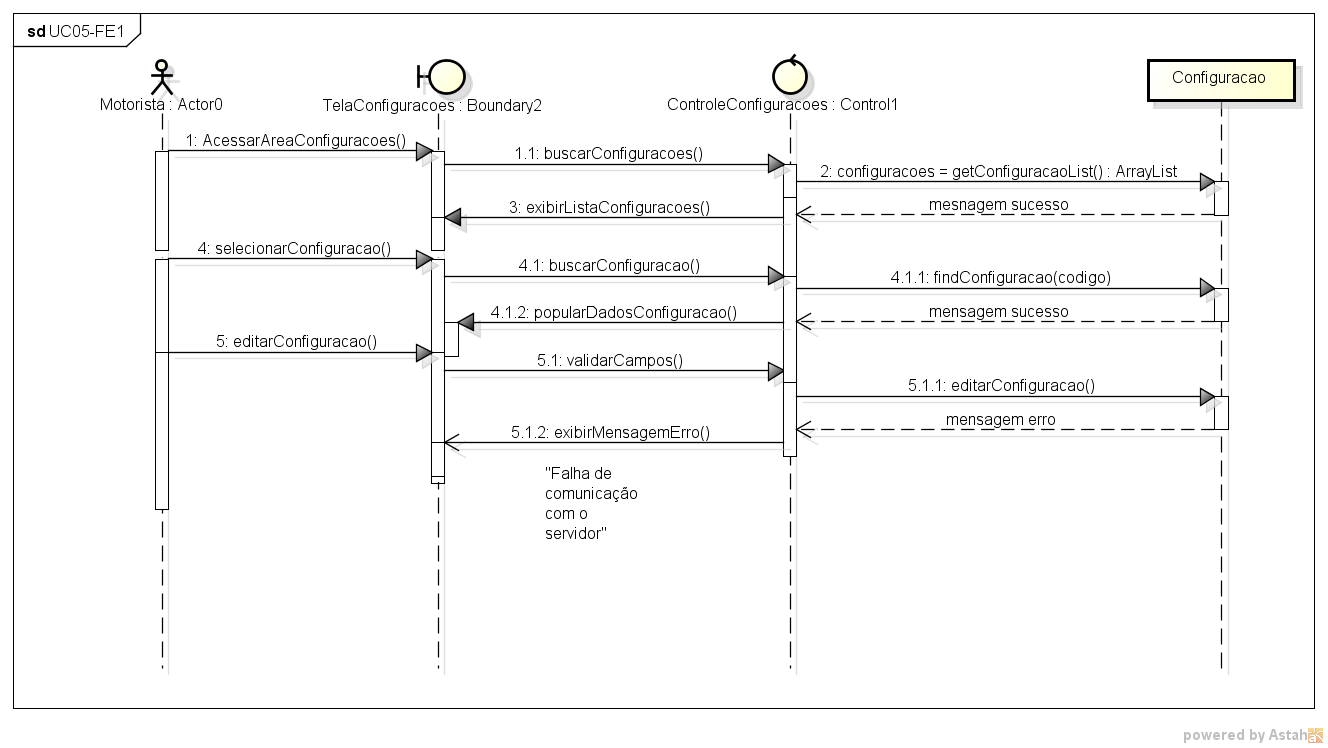 sd UC05-FE1
Motorista : Actor0
TelaConfiguracoes : Boundary2
ControleConfiguracoes : Control1
Configuracao
1: AcessarAreaConfiguracoes()
1.1: buscarConfiguracoes()
2: configuracoes = getConfiguracaoList() : ArrayList
mesnagem sucesso
3: exibirListaConfiguracoes()
4: selecionarConfiguracao()
4.1: buscarConfiguracao()
4.1.1: findConfiguracao(codigo)
mensagem sucesso
4.1.2: popularDadosConfiguracao()
5: editarConfiguracao()
5.1: validarCampos()
5.1.1: editarConfiguracao()
mensagem erro
5.1.2: exibirMensagemErro()
"Falha de
comunicação
com o
servidor"
powered by Astah